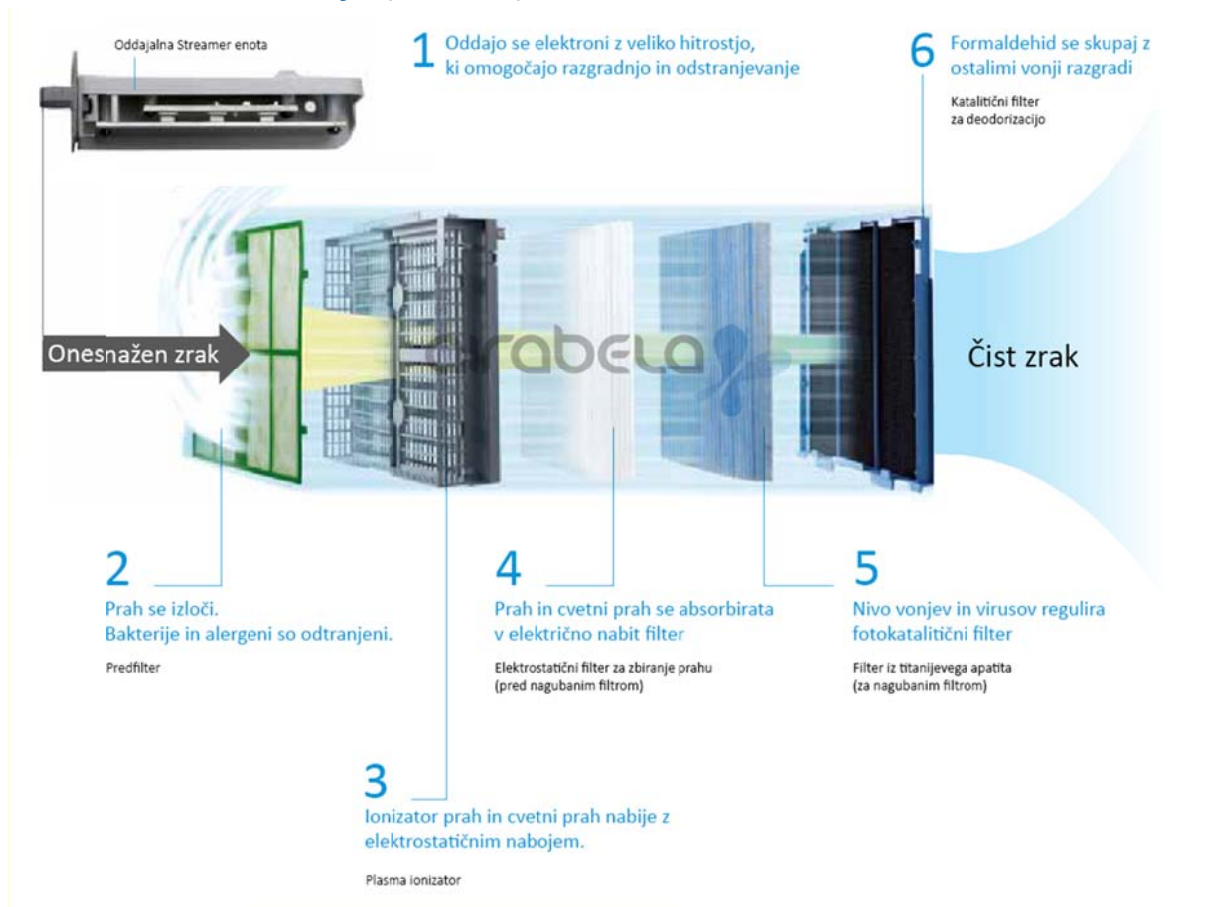 Oddajalna Streamer enota
1 Oddajo se elektroni z veliko hitrostjo,
ki omogočajo razgradnjo in odstranjevanje
6 Formaldehid se skupaj z
ostalimi vonji razgradi
Katalitični filter
za deodorizacijo
Onesnažen zrak
arabela
Čist zrak
2
Prah se izloči.
Bakterije in alergeni so odtranjeni.
Predfilter
4
Prah in cvetni prah se absorbirata
v električno nabit filter
Elektrostatični filter za zbiranje prahu
(pred nagubanim filtrom)
5
Nivo vonjev in virusov regulira
fotokatalitični filter
Filter iz titanijevega apatita
(za nagubanim filtrom)
3
Ionizator prah in cvetni prah nabije z
elektrostatičnim nabojem.
Plasma ionizator